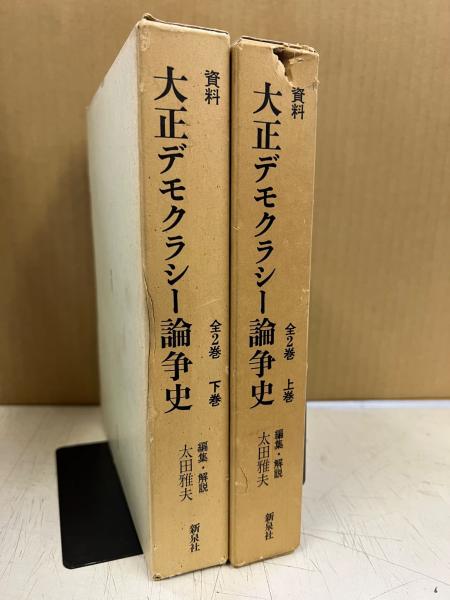 資料
大正デモクラシー論争史
全2巻 上巻
編集・解説
太田雅夫
新泉社
資料
大正デモクラシー論争史
全2巻 下巻
編集・解説
太田雅夫
新泉社